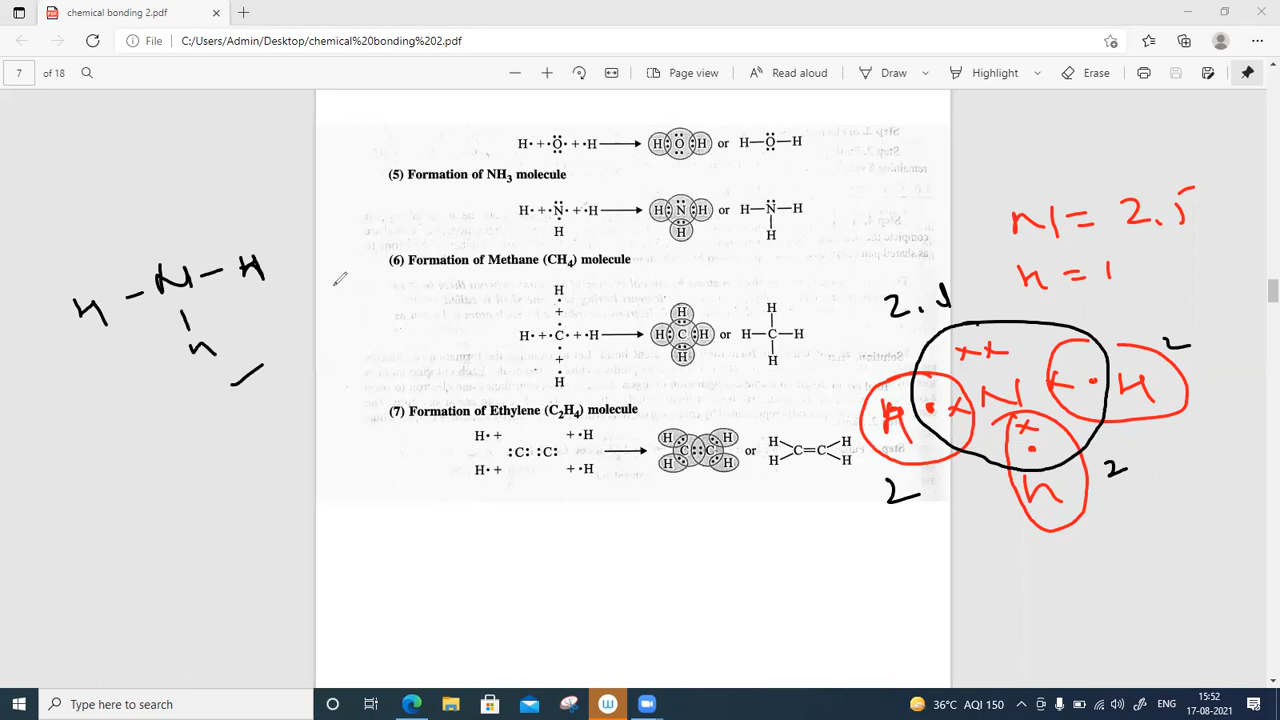 chemical bonding 2.pdf
File C:/Users/Admin/Desktop/chemical%20bonding%202.pdf
7 of 18 Page view Read aloud Draw Highlight Erase
H· + ·Ö· + ·H → H O H or H—O—H
(5) Formation of NH3 molecule
H· + ·N· + ·H → H N H or H—N—H
H H H
(6) Formation of Methane (CH4) molecule
H H H
H· + ·C· + ·H → H C H or H—C—H
H H H
(7) Formation of Ethylene (C2H4) molecule
H· + + ·H H H H H
:C: :C: → C::C or C=C
H· + + ·H H H H H
H - N - H
H
N = 2.5
H = 1
2
N H
H
2
2
H
Type here to search
36°C AQI 150
15:52
17-08-2021